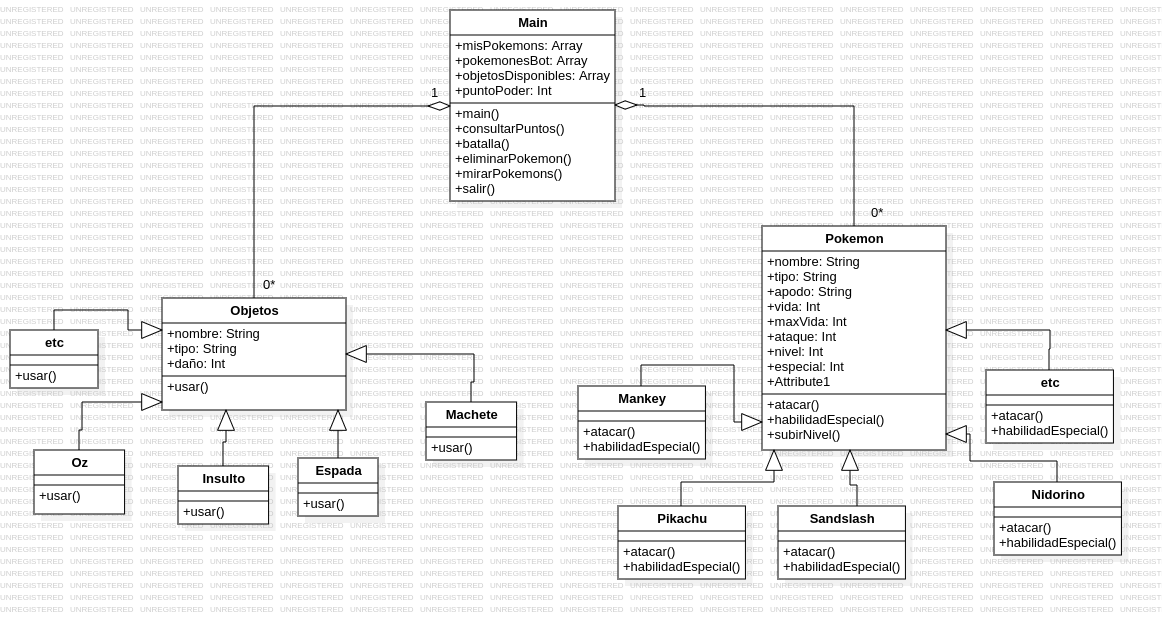 Main
+misPokemons: Array
+pokemonesBot: Array
+objetosDisponibles: Array
+puntoPoder: Int
+main()
+consultarPuntos()
+batalla()
+eliminarPokemon()
+mirarPokemons()
+salir()
1
1
0*
0*
Objetos
+nombre: String
+tipo: String
+daño: Int
+usar()
etc
+usar()
Oz
+usar()
Insulto
+usar()
Espada
+usar()
Machete
+usar()
Pokemon
+nombre: String
+tipo: String
+apodo: String
+vida: Int
+maxVida: Int
+ataque: Int
+nivel: Int
+especial: Int
+Attribute1
+atacar()
+habilidadEspecial()
+subirNivel()
Mankey
+atacar()
+habilidadEspecial()
Pikachu
+atacar()
+habilidadEspecial()
Sandslash
+atacar()
+habilidadEspecial()
etc
+atacar()
+habilidadEspecial()
Nidorino
+atacar()
+habilidadEspecial()
UNREGISTERED